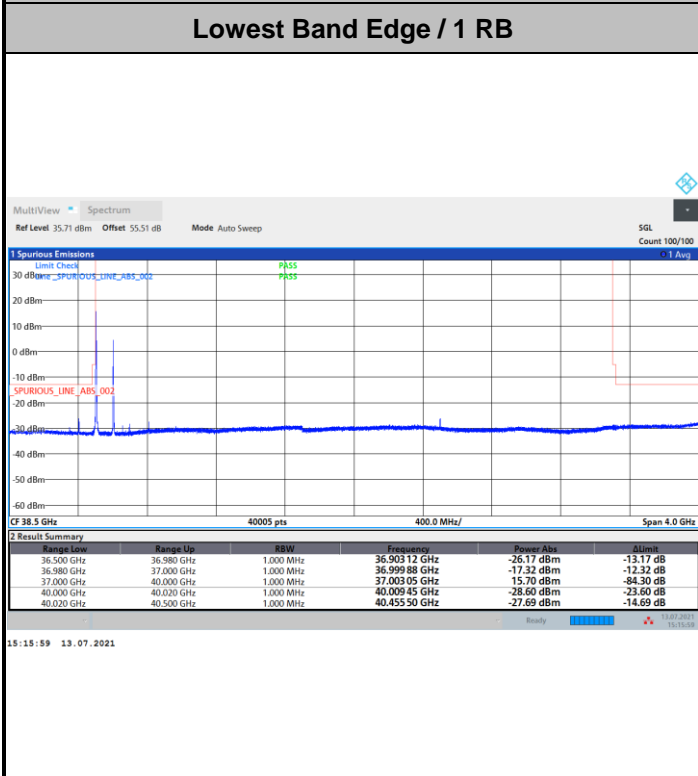 Lowest Band Edge / 1 RB
MultiView Spectrum
Ref Level 35.71 dBm Offset 55.51 dB Mode Auto Sweep SGL
Count 100/100
1 Spurious Emissions 1 Avg
Limit Check PASS
30 dBm Line _SPURIOUS_LINE_ABS_002 PASS
20 dBm
10 dBm
0 dBm
-10 dBm
_SPURIOUS_LINE_ABS_002
-20 dBm
-30 dBm
-40 dBm
-50 dBm
-60 dBm
CF 38.5 GHz 40005 pts 400.0 MHz/ Span 4.0 GHz
2 Result Summary
Range Low Range Up RBW Frequency Power Abs ΔLimit
36.500 GHz 36.980 GHz 1.000 MHz 36.903 12 GHz -26.17 dBm -13.17 dB
36.980 GHz 37.000 GHz 1.000 MHz 36.999 88 GHz -17.32 dBm -12.32 dB
37.000 GHz 40.000 GHz 1.000 MHz 37.003 05 GHz 15.70 dBm -84.30 dB
40.000 GHz 40.020 GHz 1.000 MHz 40.009 45 GHz -28.60 dBm -23.60 dB
40.020 GHz 40.500 GHz 1.000 MHz 40.455 50 GHz -27.69 dBm -14.69 dB
Ready 13.07.2021
15:15:59
15:15:59 13.07.2021